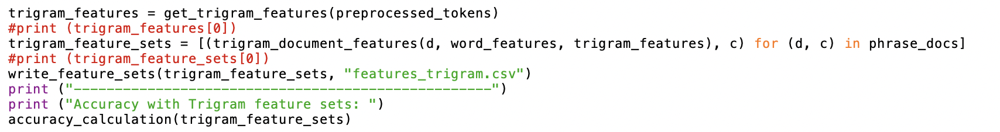 trigram_features = get_trigram_features(preprocessed_tokens)
#print (trigram_features[0])
trigram_feature_sets = [(trigram_document_features(d, word_features, trigram_features), c) for (d, c) in phrase_docs]
#print (trigram_feature_sets[0])
write_feature_sets(trigram_feature_sets, "features_trigram.csv")
print ("---------------------------------------------------")
print ("Accuracy with Trigram feature sets: ")
accuracy_calculation(trigram_feature_sets)